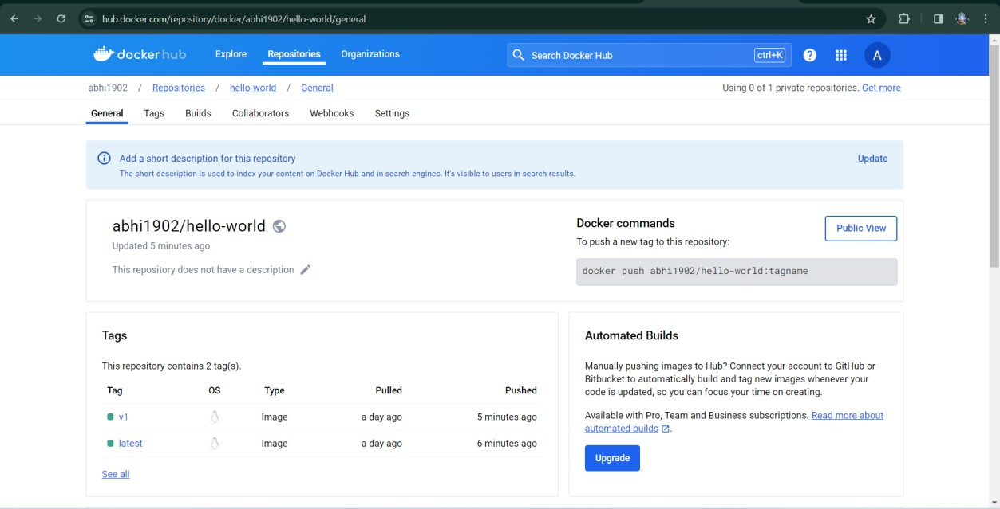 hub.docker.com/repository/docker/abhi1902/hello-world/general
dockerhub Explore Repositories Organizations Search Docker Hub ctrl+K ? A
abhi1902 / Repositories / hello-world / General Using 0 of 1 private repositories. Get more
General Tags Builds Collaborators Webhooks Settings
Add a short description for this repository Update
The short description is used to index your content on Docker Hub and in search engines. It's visible to users in search results.
abhi1902/hello-world
Updated 5 minutes ago
This repository does not have a description
Docker commands
Public View
To push a new tag to this repository:
docker push abhi1902/hello-world:tagname
Tags
This repository contains 2 tag(s).
Tag OS Type Pulled Pushed
v1 Image a day ago 5 minutes ago
latest Image a day ago 6 minutes ago
See all
Automated Builds
Manually pushing images to Hub? Connect your account to GitHub or
Bitbucket to automatically build and tag new images whenever your
code is updated, so you can focus your time on creating.
Available with Pro, Team and Business subscriptions. Read more about
automated builds .
Upgrade